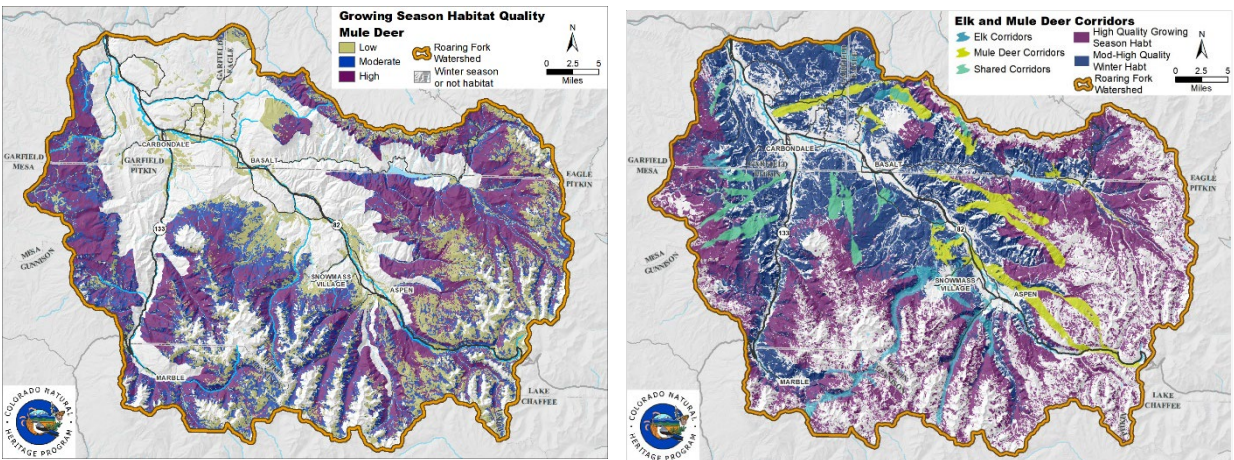 Growing Season Habitat Quality
Mule Deer
Low
Moderate
High
Roaring Fork
Watershed
Winter season
or not habitat
N
0 2.5 5
Miles
GARFIELD
EAGLE
CARBONDALE
GARFIELD
MESA
GARFIELD
PITKIN
BASALT
EAGLE
PITKIN
133
82
MESA
GUNNISON
SNOWMASS
VILLAGE
ASPEN
MARBLE
LAKE
CHAFFEE
COLORADO NATURAL
HERITAGE PROGRAM
Elk and Mule Deer Corridors
Elk Corridors
Mule Deer Corridors
Shared Corridors
High Quality Growing
Season Habt
Mod-High Quality
Winter Habt
Roaring Fork
Watershed
N
0 2.5 5
Miles
CARBONDALE
GARFIELD
MESA
GARFIELD
BASALT
EAGLE
PITKIN
133
82
MESA
GUNNISON
SNOWMASS
VILLAGE
ASPEN
MARBLE
LAKE
CHAFFEE
COLORADO NATURAL
HERITAGE PROGRAM